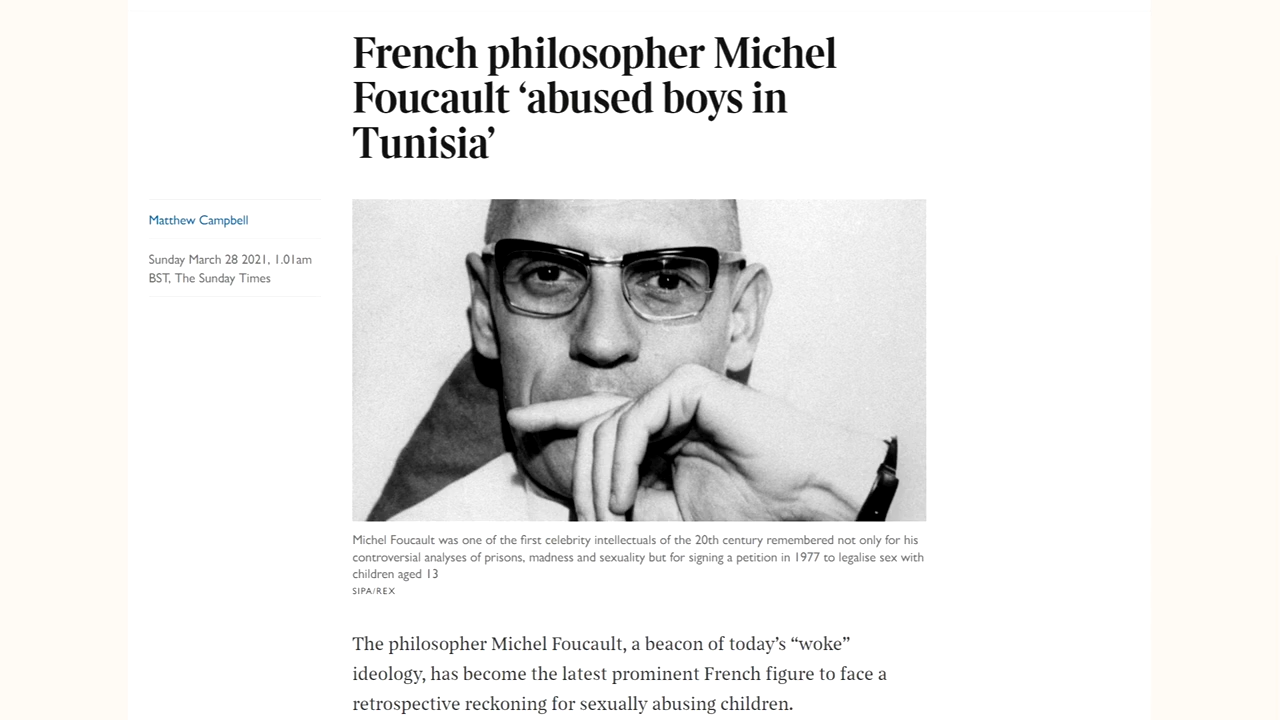 French philosopher Michel
Foucault ‘abused boys in
Tunisia’
Matthew Campbell
Sunday March 28 2021, 1.01am
BST, The Sunday Times
Michel Foucault was one of the first celebrity intellectuals of the 20th century remembered not only for his
controversial analyses of prisons, madness and sexuality but for signing a petition in 1977 to legalise sex with
children aged 13
SIPA/REX
The philosopher Michel Foucault, a beacon of today’s “woke”
ideology, has become the latest prominent French figure to face a
retrospective reckoning for sexually abusing children.